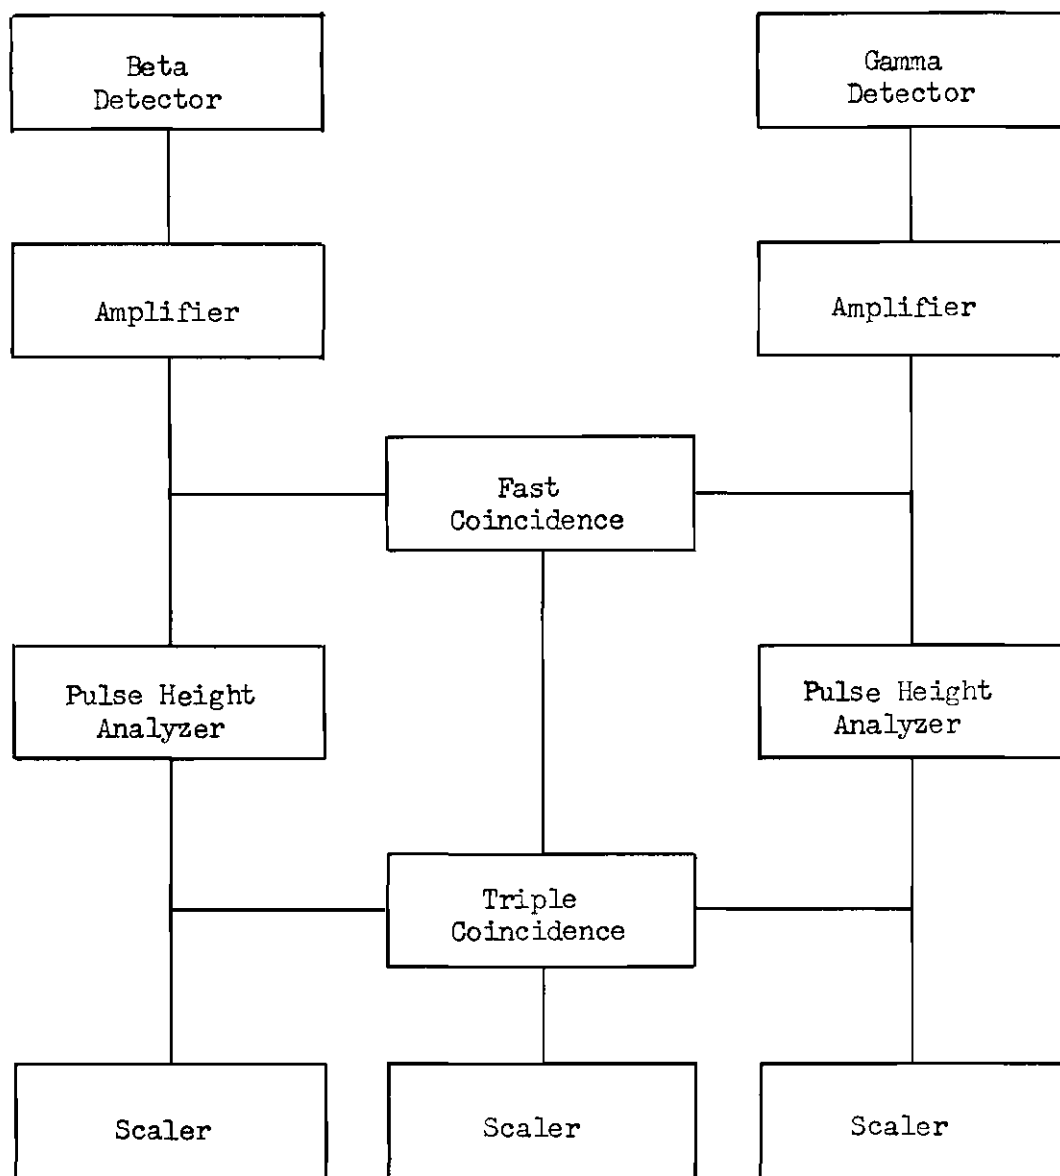 Beta
Detector
Gamma
Detector
Amplifier
Amplifier
Fast
Coincidence
Pulse Height
Analyzer
Pulse Height
Analyzer
Triple
Coincidence
Scaler
Scaler
Scaler